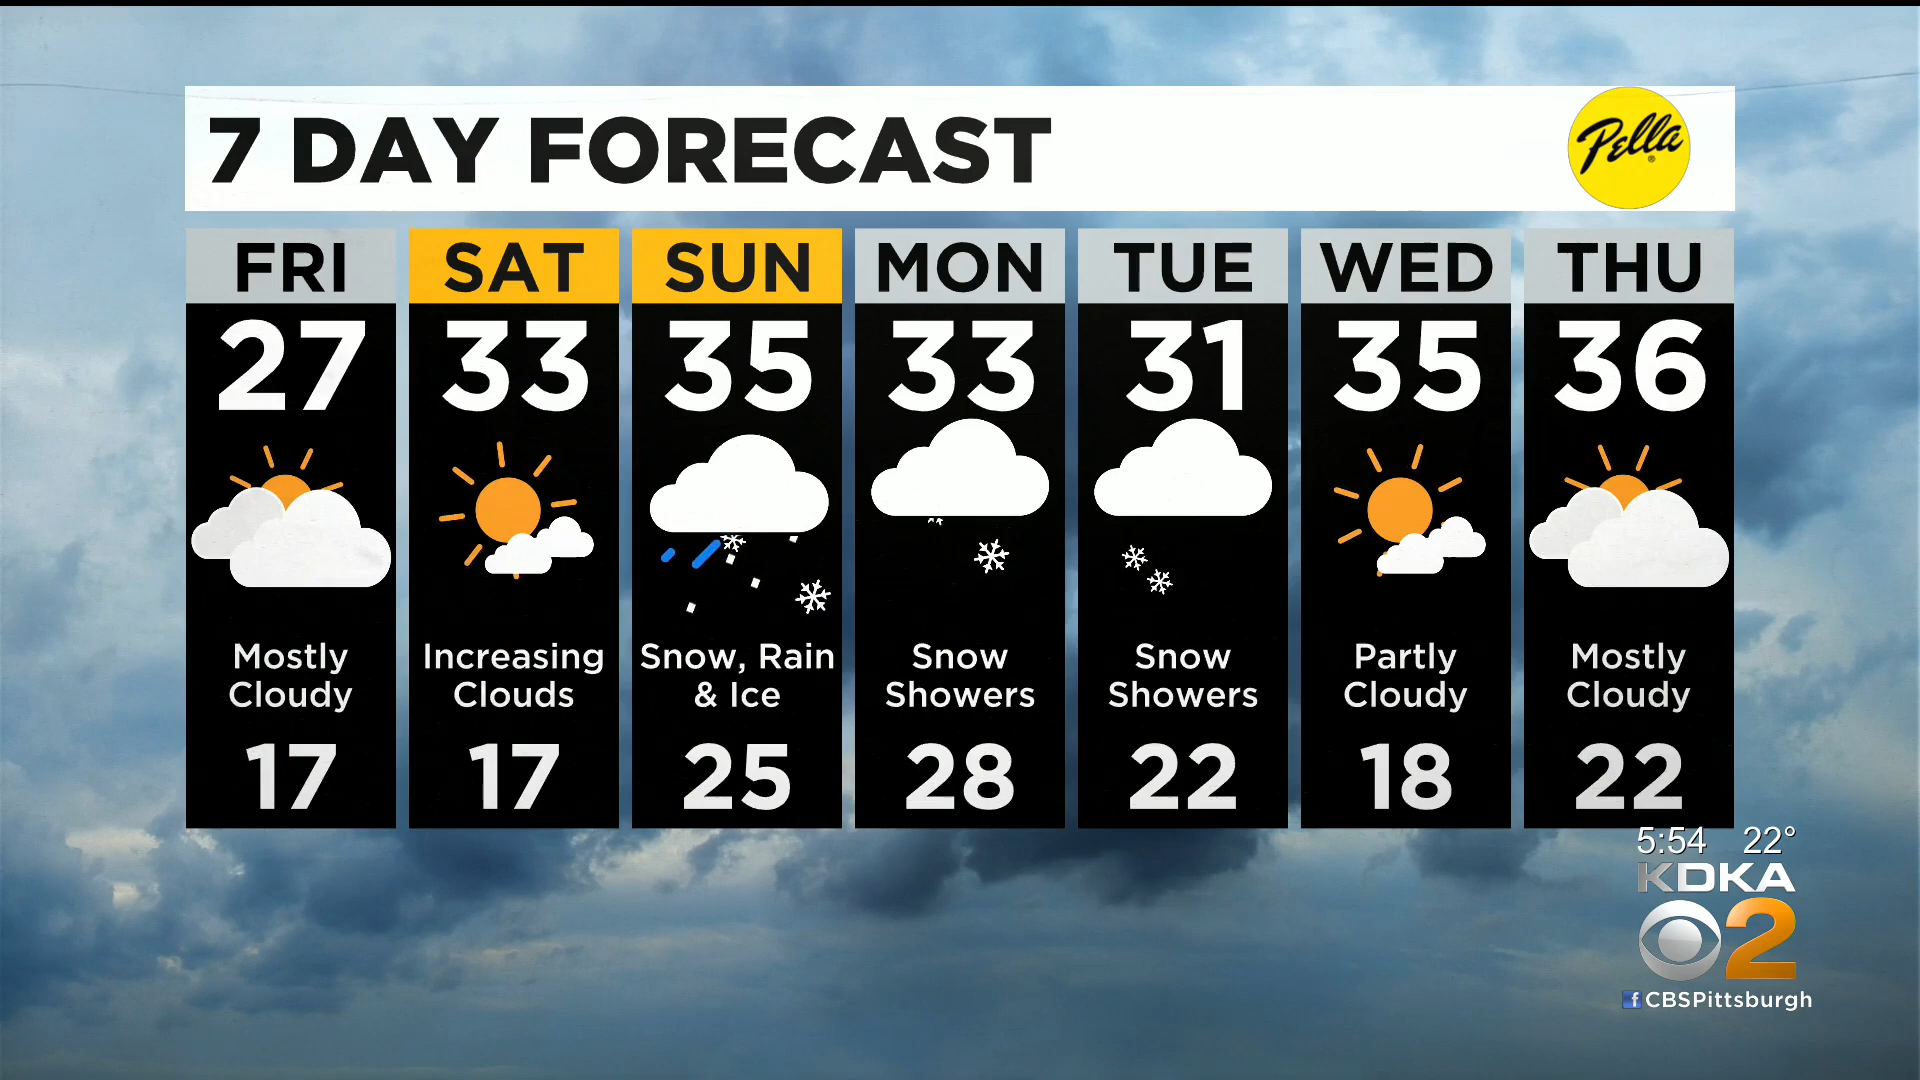 7 DAY FORECAST
Pella
®
FRI SAT SUN MON TUE WED THU
27 33 35 33 31 35 36
Mostly Cloudy
Increasing Clouds
Snow, Rain & Ice
Snow Showers
Snow Showers
Partly Cloudy
Mostly Cloudy
17 17 25 28 22 18 22
5:54 22°
KDKA
2
f CBSPittsburgh